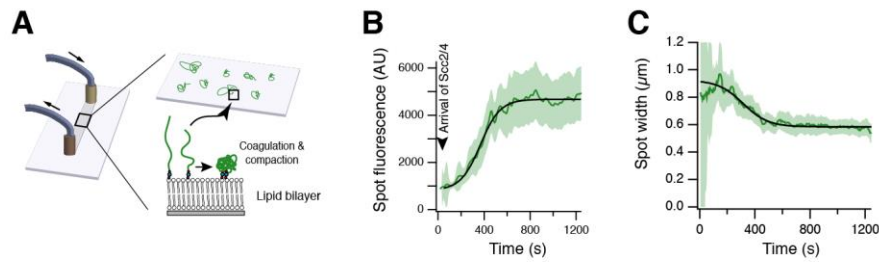 A
Coagulation &
compaction
Lipid bilayer
B
Spot fluorescence (AU)
6000
4000
2000
0
Arrival of Scc2/4
0
400
800
1200
Time (s)
C
Spot width (µm)
1.2
1.0
0.8
0.6
0.4
0.2
0.0
0
400
800
1200
Time (s)